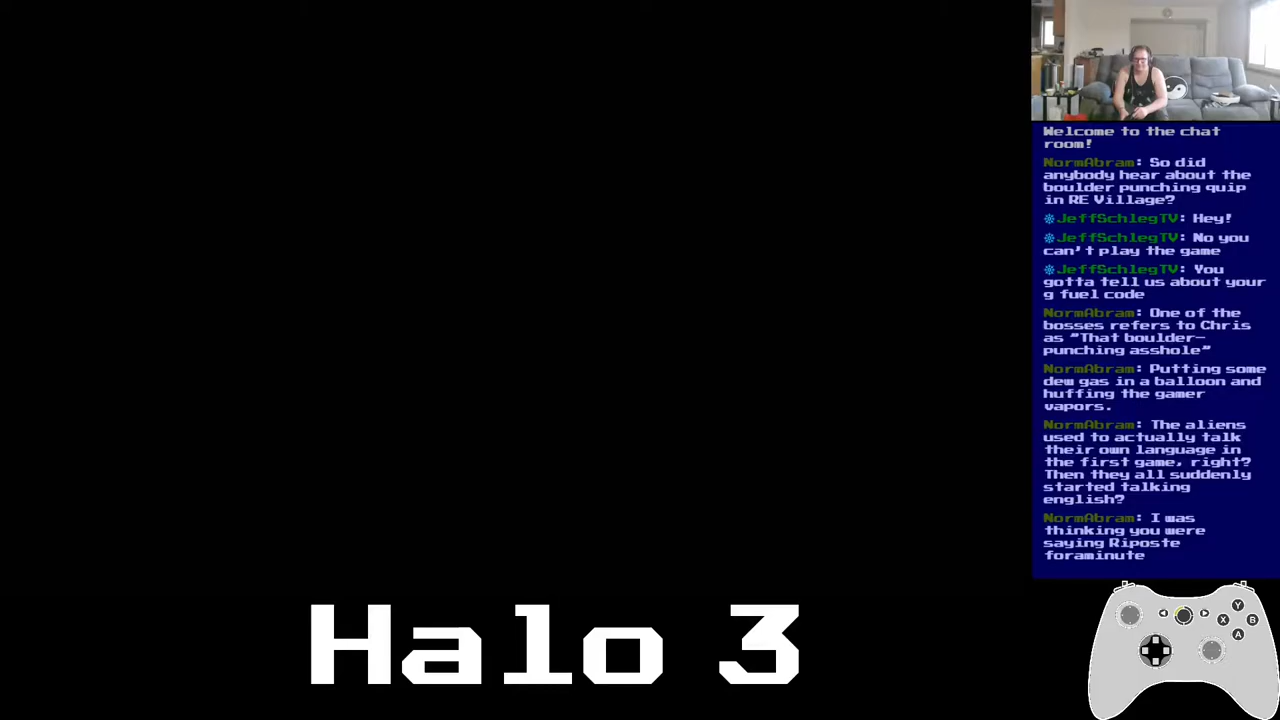 Welcome to the chat
room!
NormAbram: So did
anybody hear about the
boulder punching quip
in RE Village?
JeffSchlegTV: Hey!
JeffSchlegTV: No you
can't play the game
JeffSchlegTV: You
gotta tell us about your
g fuel code
NormAbram: One of the
bosses refers to Chris
as "That boulder-
punching asshole"
NormAbram: Putting some
dew gas in a balloon and
huffing the gamer
vapors.
NormAbram: The aliens
used to actually talk
their own language in
the first game, right?
Then they all suddenly
started talking
english?
NormAbram: I was
thinking you were
saying Riposte
foraminute
Halo 3
Y
X
B
A